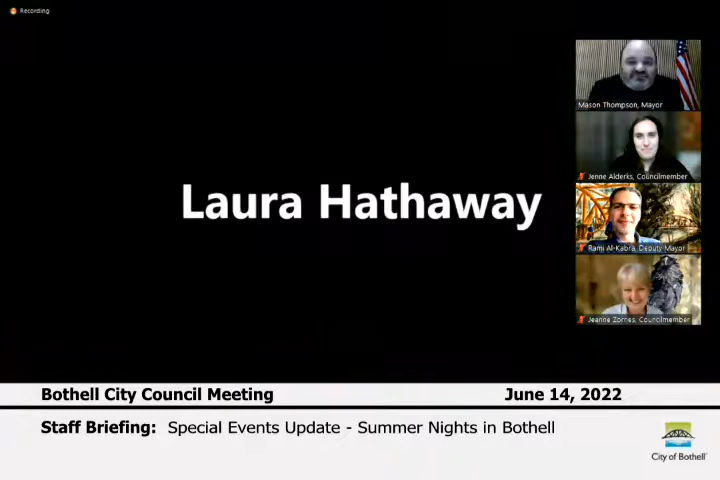 Recording
Mason Thompson, Mayor
Jenne Alderks, Councilmember
Laura Hathaway
Rami Al-Kabra, Deputy Mayor
Jeanne Zornes, Councilmember
Bothell City Council Meeting June 14, 2022
Staff Briefing: Special Events Update - Summer Nights in Bothell
City of Bothell